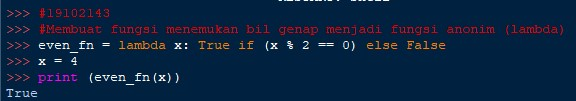 >>> #19102143
>>> #Membuat fungsi menemukan bil genap menjadi fungsi anonim (lambda)
>>> even_fn = lambda x: True if (x % 2 == 0) else False
>>> x = 4
>>> print (even_fn(x))
True